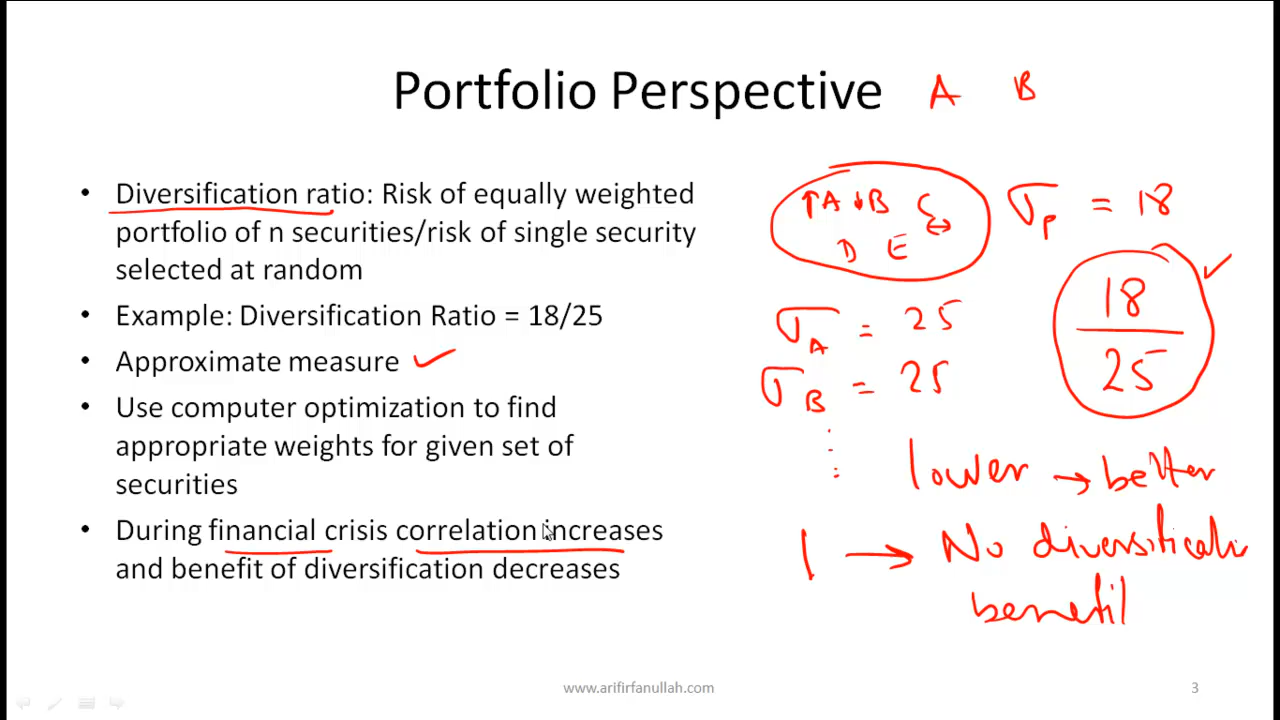 Portfolio Perspective A B
• Diversification ratio: Risk of equally weighted
portfolio of n securities/risk of single security
selected at random
• Example: Diversification Ratio = 18/25
• Approximate measure ✓
• Use computer optimization to find
appropriate weights for given set of
securities
• During financial crisis correlation increases
and benefit of diversification decreases
↑A ↓B C ↔
D E
σp = 18
18
25
✓
σA = 25
σB = 25
⋮
lower → better
1 → No diversificati
benefit
www.arifirfanullah.com
3